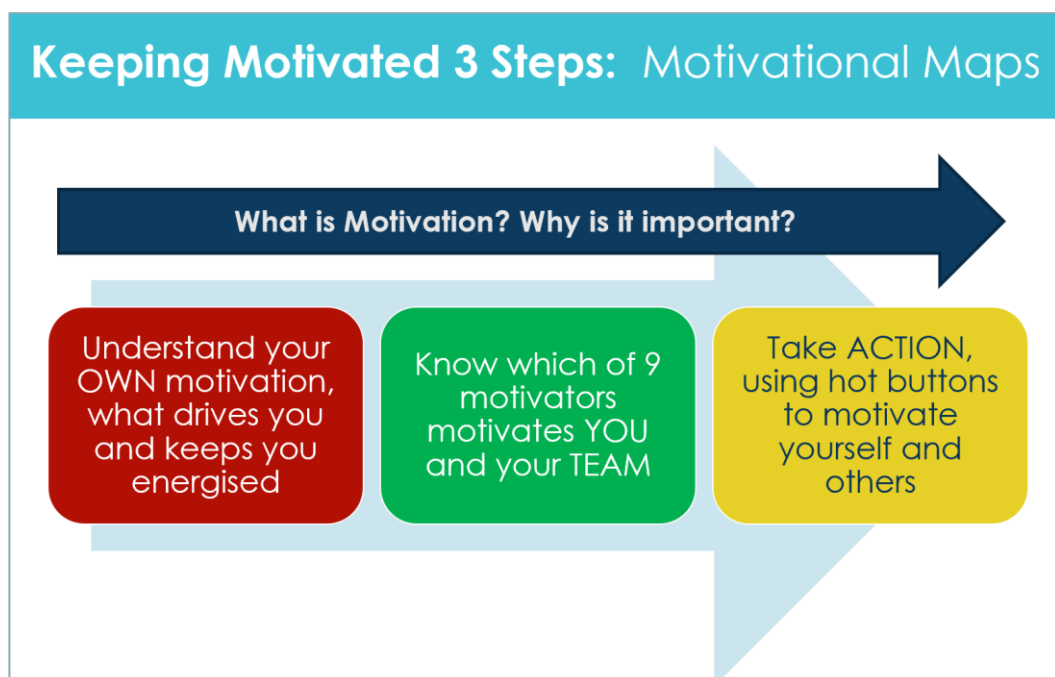 Keeping Motivated 3 Steps: Motivational Maps
What is Motivation? Why is it important?
Understand your
OWN motivation,
what drives you
and keeps you
energised
Know which of 9
motivators
motivates YOU
and your TEAM
Take ACTION,
using hot buttons
to motivate
yourself and
others